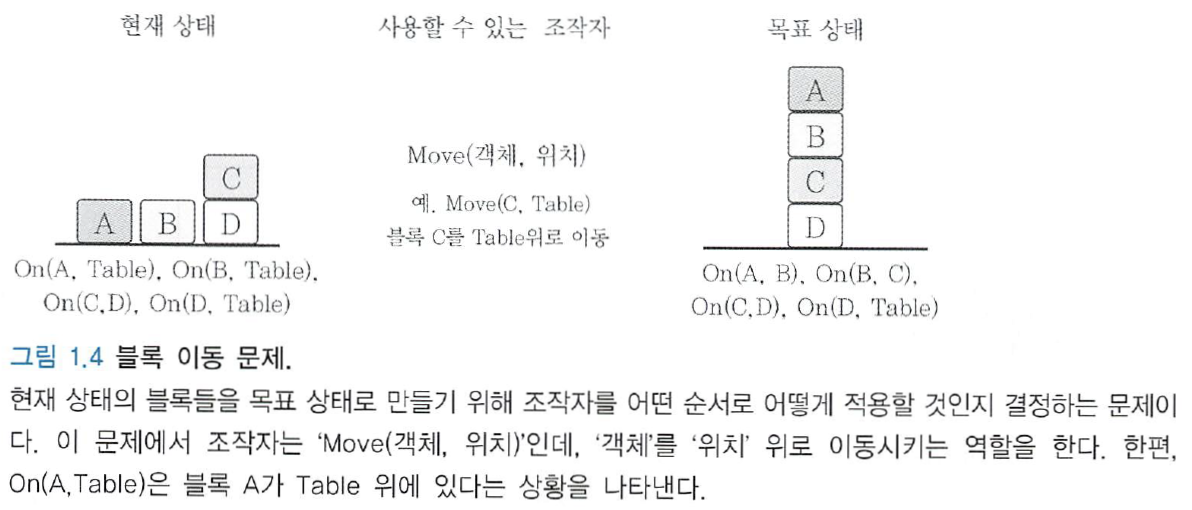 현재 상태
사용할 수 있는 조작자
목표 상태
A
B
C
D
Move(객체, 위치)
예. Move(C, Table)
블록 C를 Table위로 이동
A
B
C
D
On(A, Table), On(B, Table),
On(C,D), On(D, Table)
On(A, B), On(B, C),
On(C,D), On(D, Table)
그림 1.4 블록 이동 문제.
현재 상태의 블록들을 목표 상태로 만들기 위해 조작자를 어떤 순서로 어떻게 적용할 것인지 결정하는 문제이
다. 이 문제에서 조작자는 ‘Move(객체, 위치)’인데, ‘객체’를 ‘위치’ 위로 이동시키는 역할을 한다. 한편,
On(A,Table)은 블록 A가 Table 위에 있다는 상황을 나타낸다.